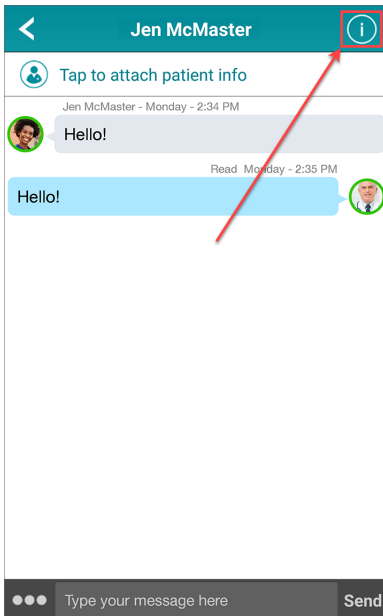 Jen McMaster
i
Tap to attach patient info
Jen McMaster - Monday - 2:34 PM
Hello!
Read Monday - 2:35 PM
Hello!
Type your message here
Send